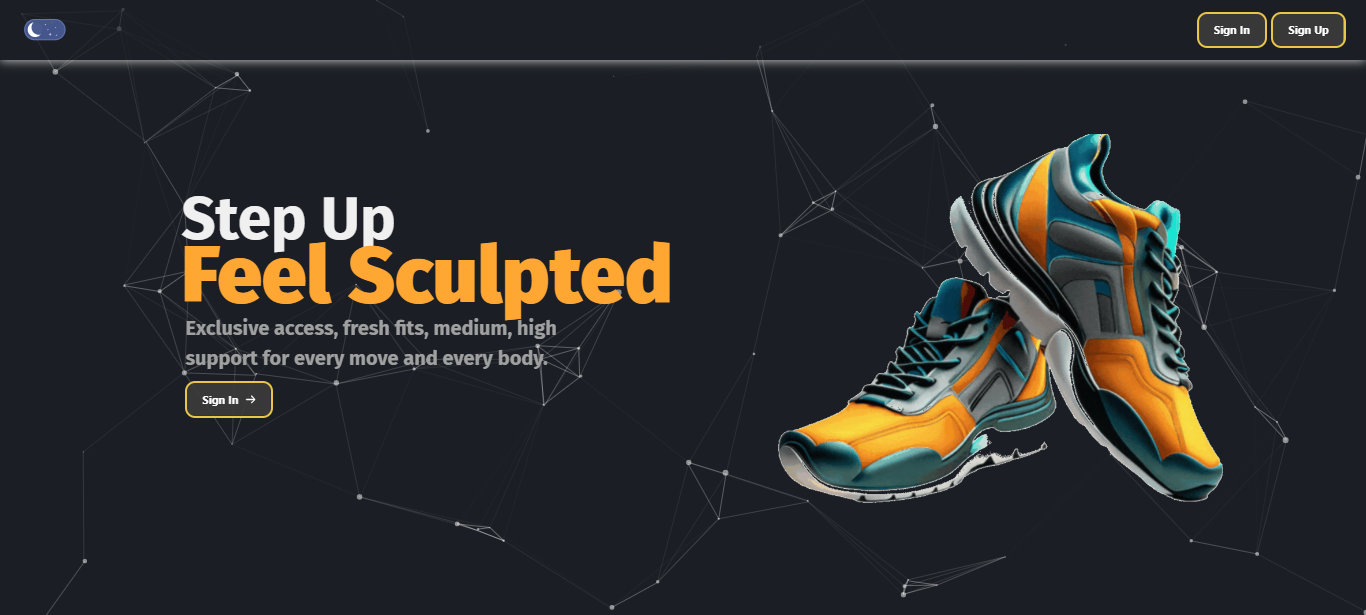 Sign In
Sign Up
Step Up
Feel Sculpted
Exclusive access, fresh fits, medium, high
support for every move and every body.
Sign In →